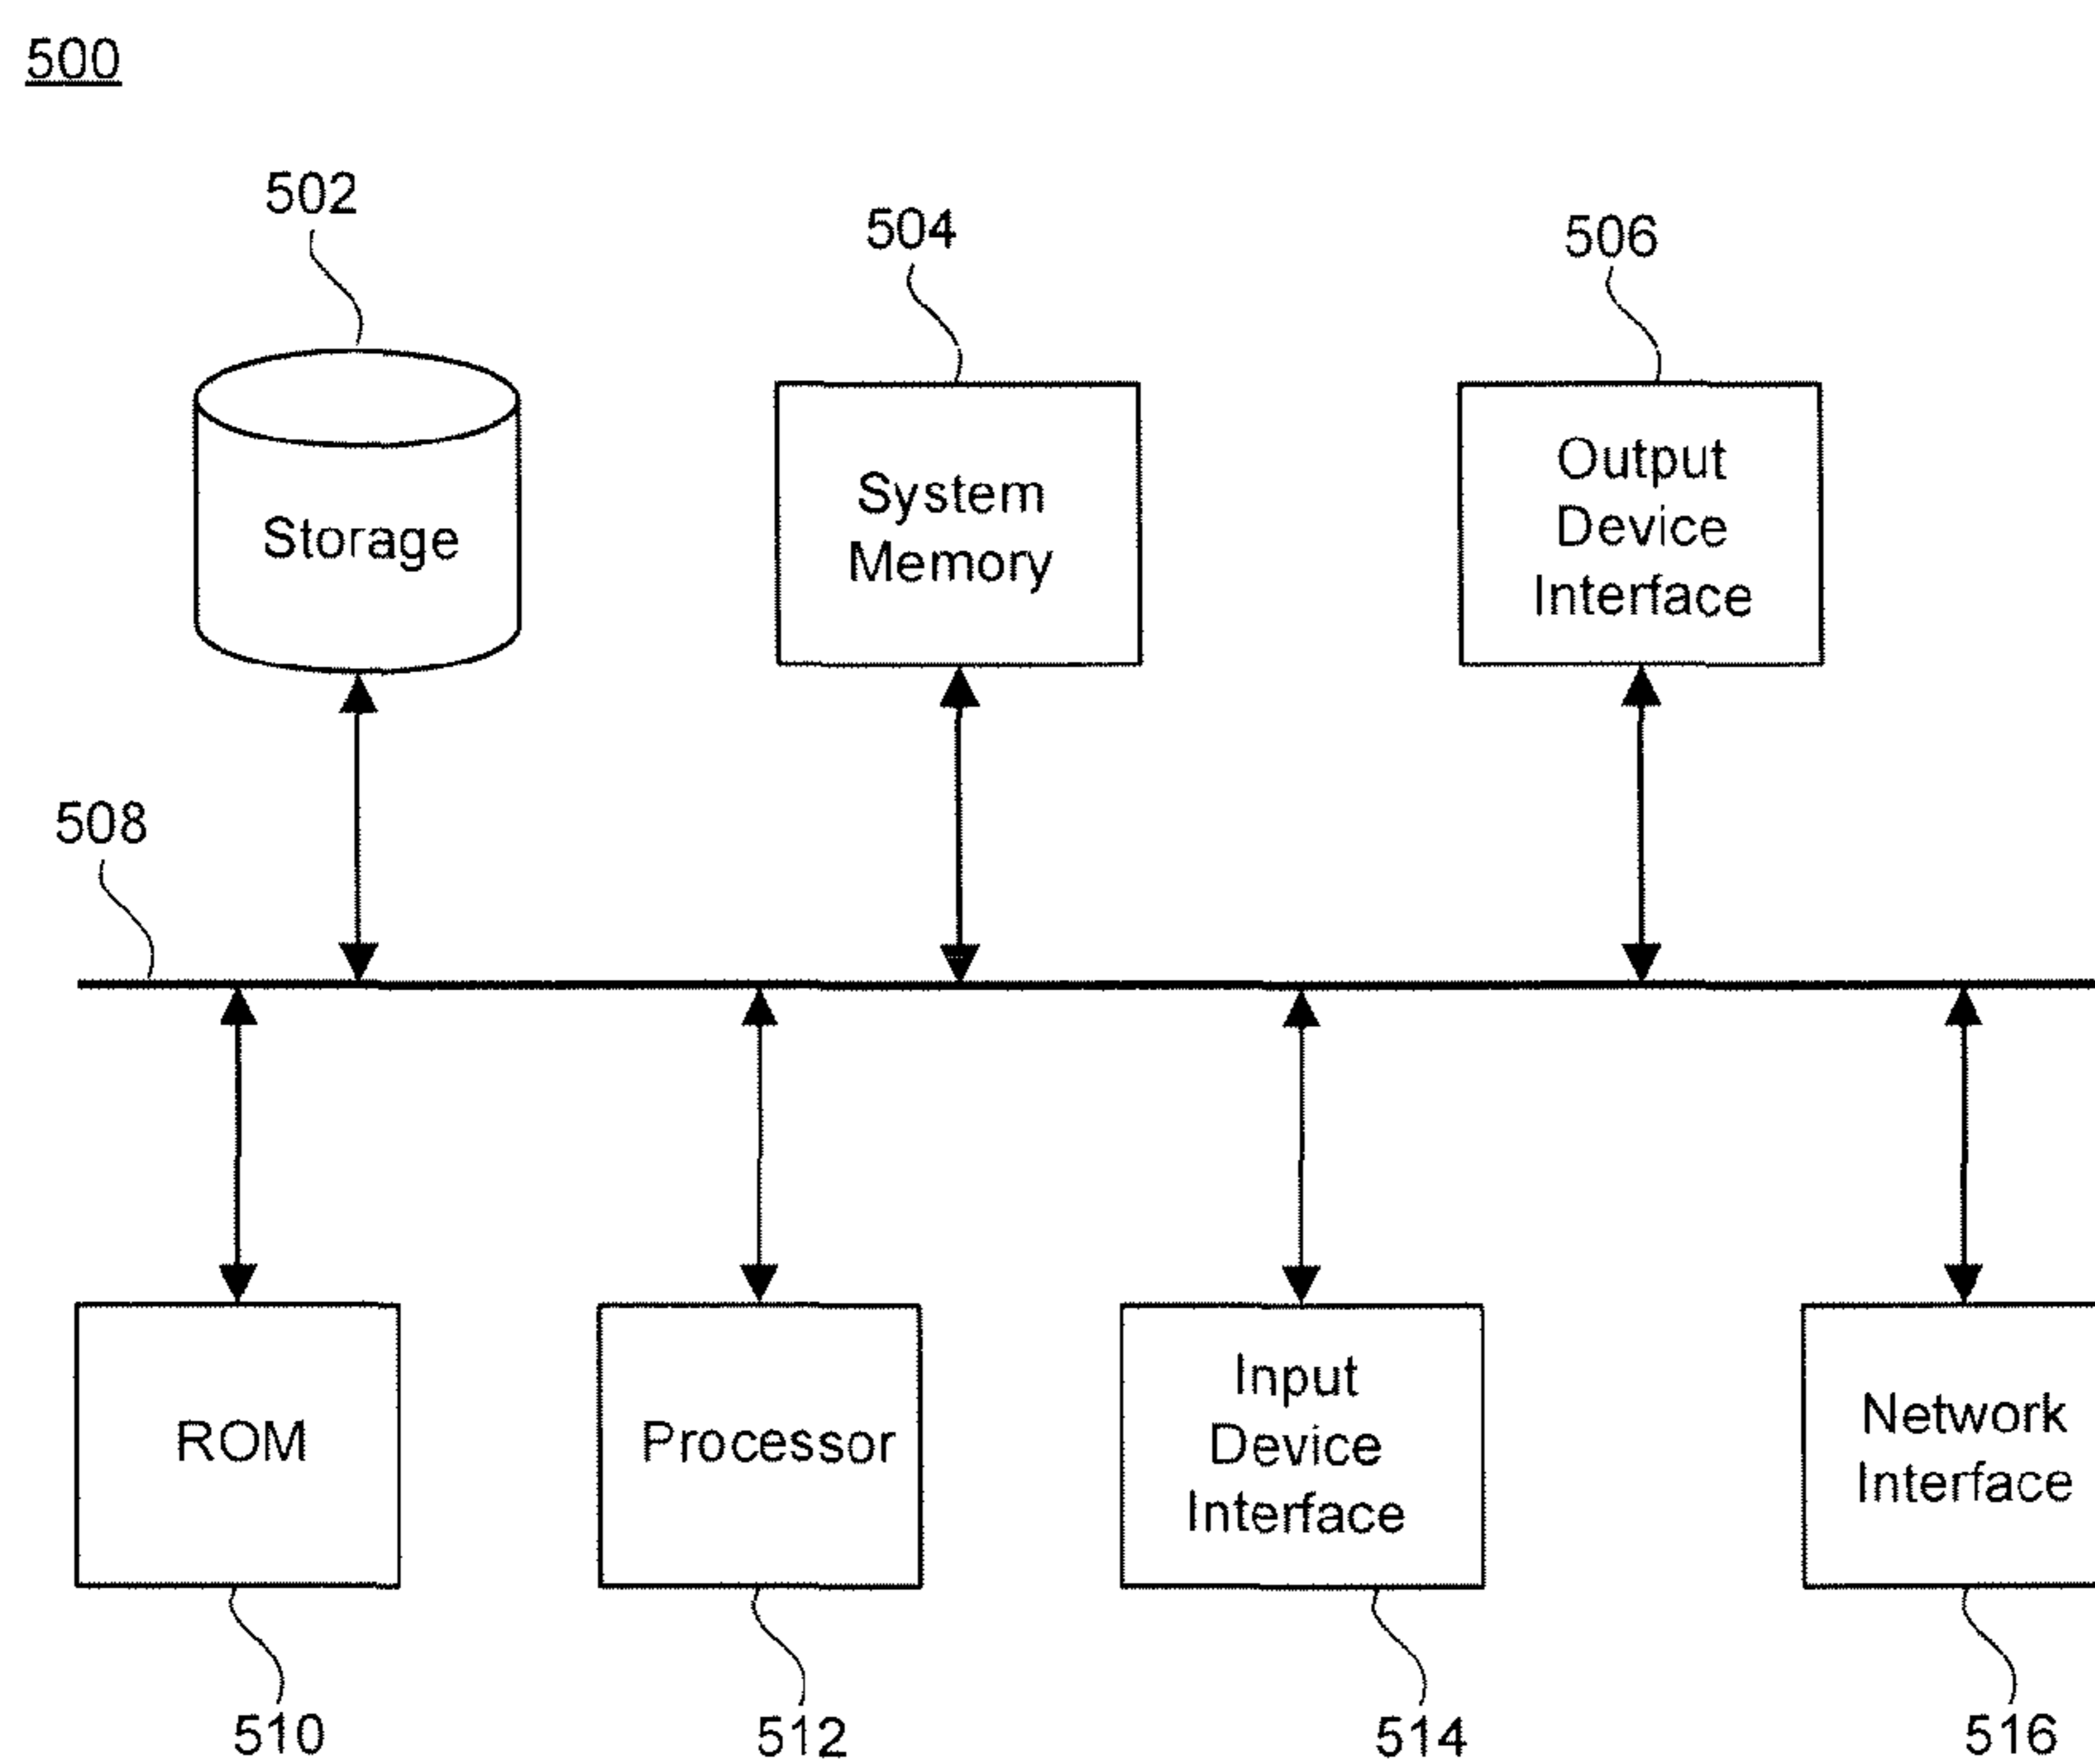 500
502
504
506
Storage
System
Memory
Output
Device
Interface
508
ROM
Processor
Input
Device
Interface
Network
Interface
510
512
514
516